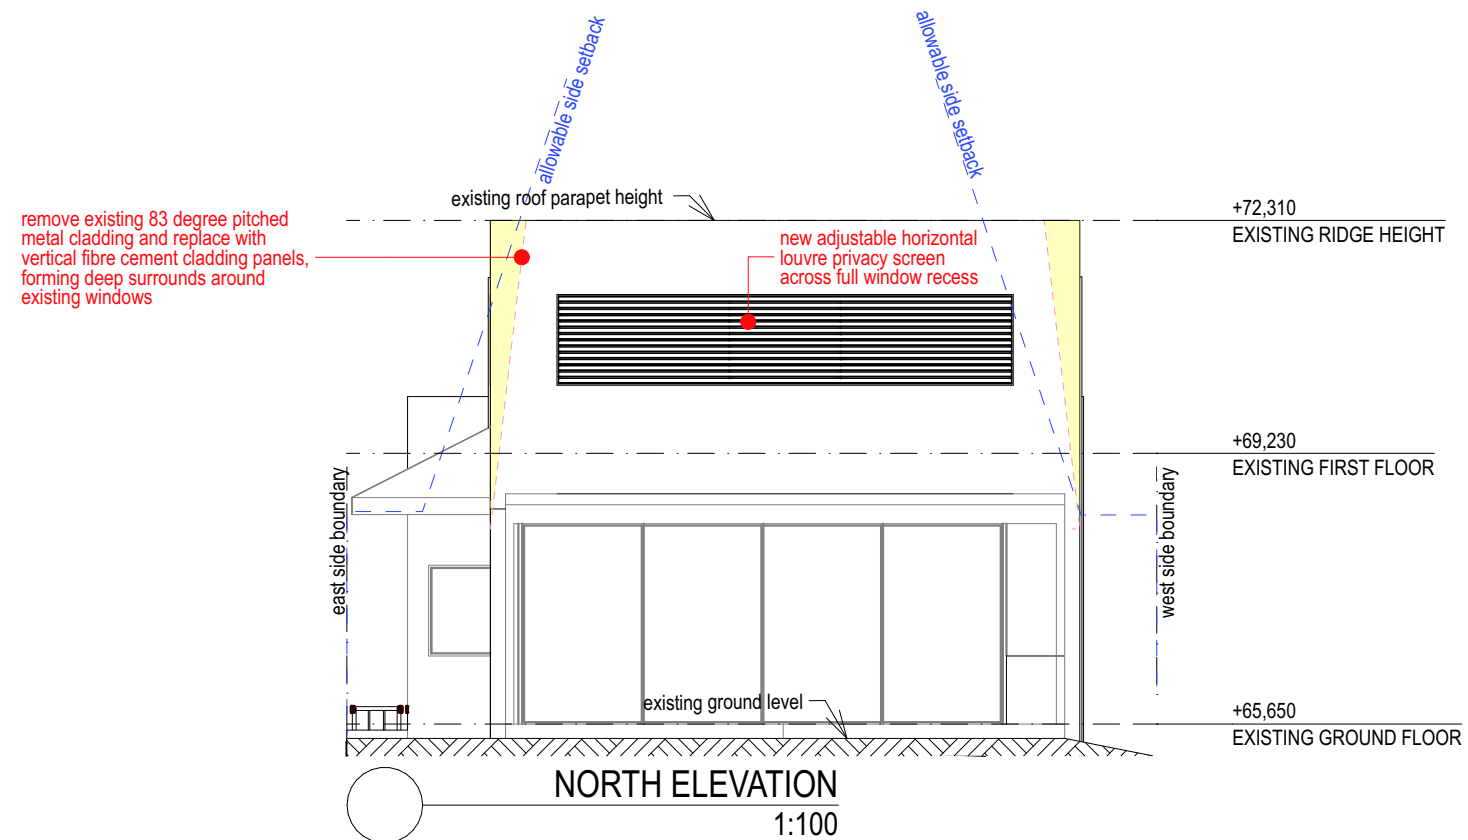 allowable side setback
allowable side setback
existing roof parapet height
remove existing 83 degree pitched
metal cladding and replace with
vertical fibre cement cladding panels,
forming deep surrounds around
existing windows
new adjustable horizontal
louvre privacy screen
across full window recess
+72,310
EXISTING RIDGE HEIGHT
+69,230
EXISTING FIRST FLOOR
east side boundary
west side boundary
existing ground level
+65,650
EXISTING GROUND FLOOR
NORTH ELEVATION
1:100